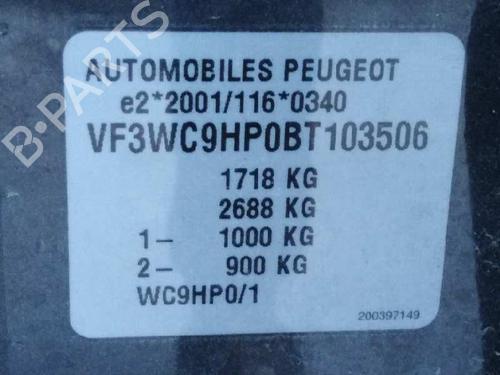 B-PARTS
AUTOMOBILES PEUGEOT
e2*2001/116*0340
VF3WC9HP0BT103506
1718 KG
2688 KG
1- 1000 KG
2- 900 KG
WC9HP0/1
200397149